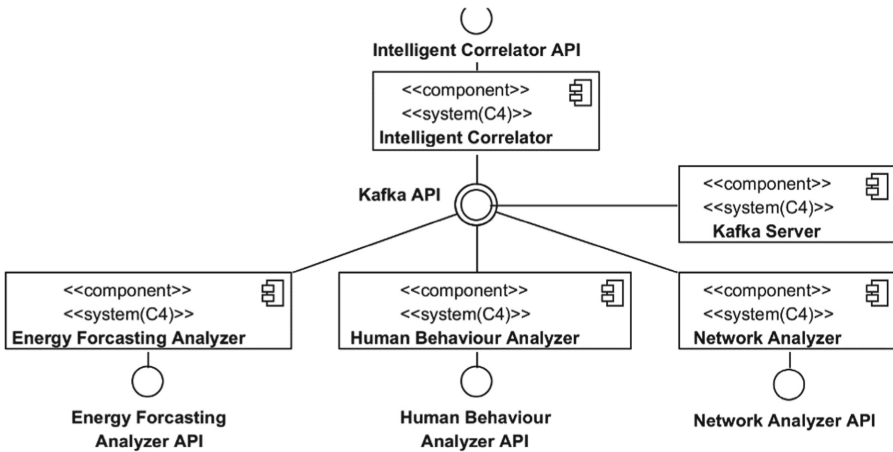 Intelligent Correlator API
<<component>>
<<system(C4)>>
Intelligent Correlator
Kafka API
<<component>>
<<system(C4)>>
Kafka Server
<<component>>
<<system(C4)>>
Energy Forcasting Analyzer
<<component>>
<<system(C4)>>
Human Behaviour Analyzer
<<component>>
<<system(C4)>>
Network Analyzer
Energy Forcasting
Analyzer API
Human Behaviour
Analyzer API
Network Analyzer API